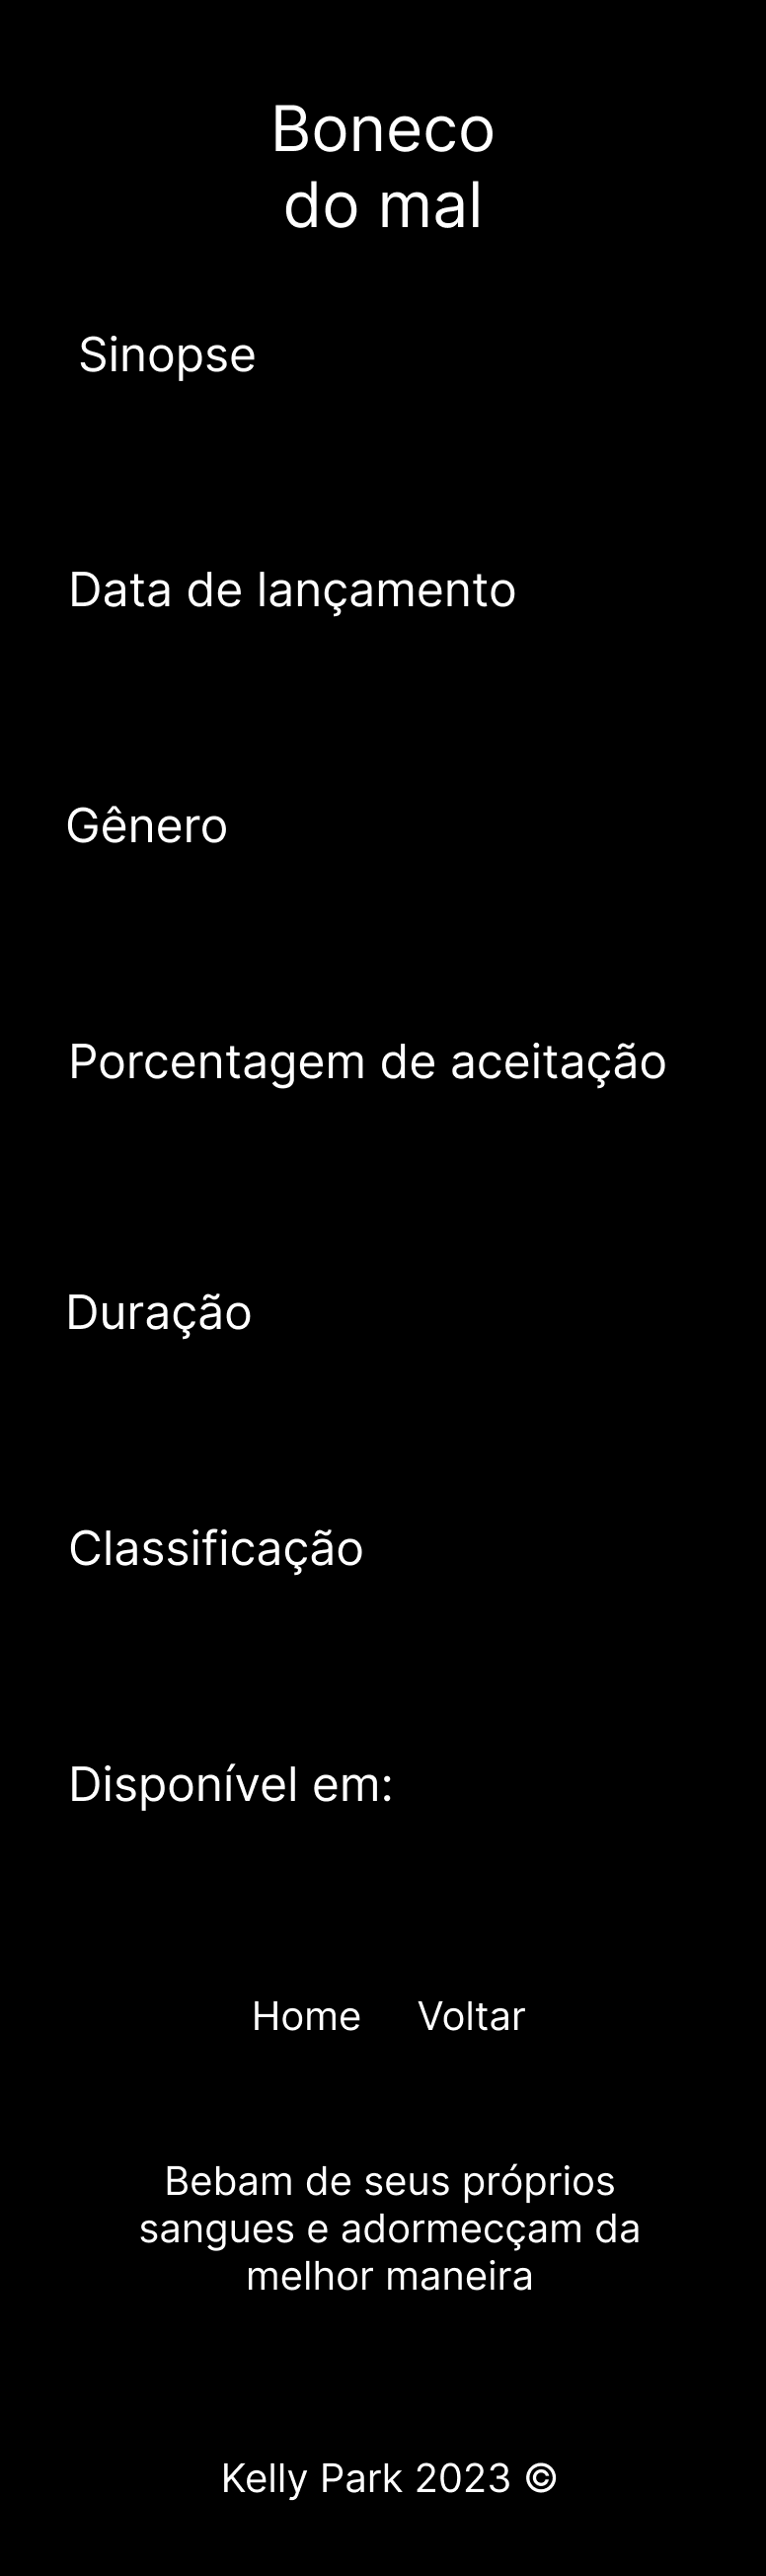 Boneco
do mal
Sinopse
Data de lançamento
Gênero
Porcentagem de aceitação
Duração
Classificação
Disponível em:
Home Voltar
Bebam de seus próprios
sangues e adormecçam da
melhor maneira
Kelly Park 2023 ©